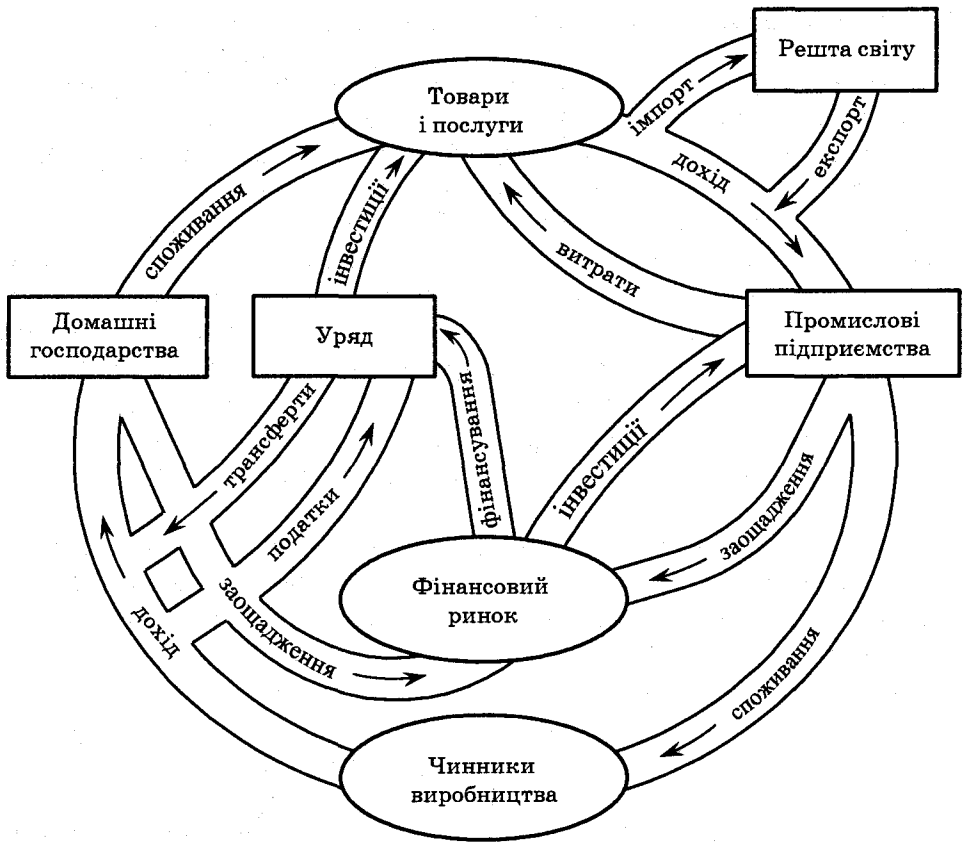 Решта світу
Товари
і послуги
імпорт
експорт
дохід
споживання
інвестиції
витрати
Домашні
господарства
Уряд
Промислові
підприємства
трансферти
фінансування
інвестиції
податки
заощадження
Фінансовий
ринок
заощадження
дохід
споживання
Чинники
виробництва